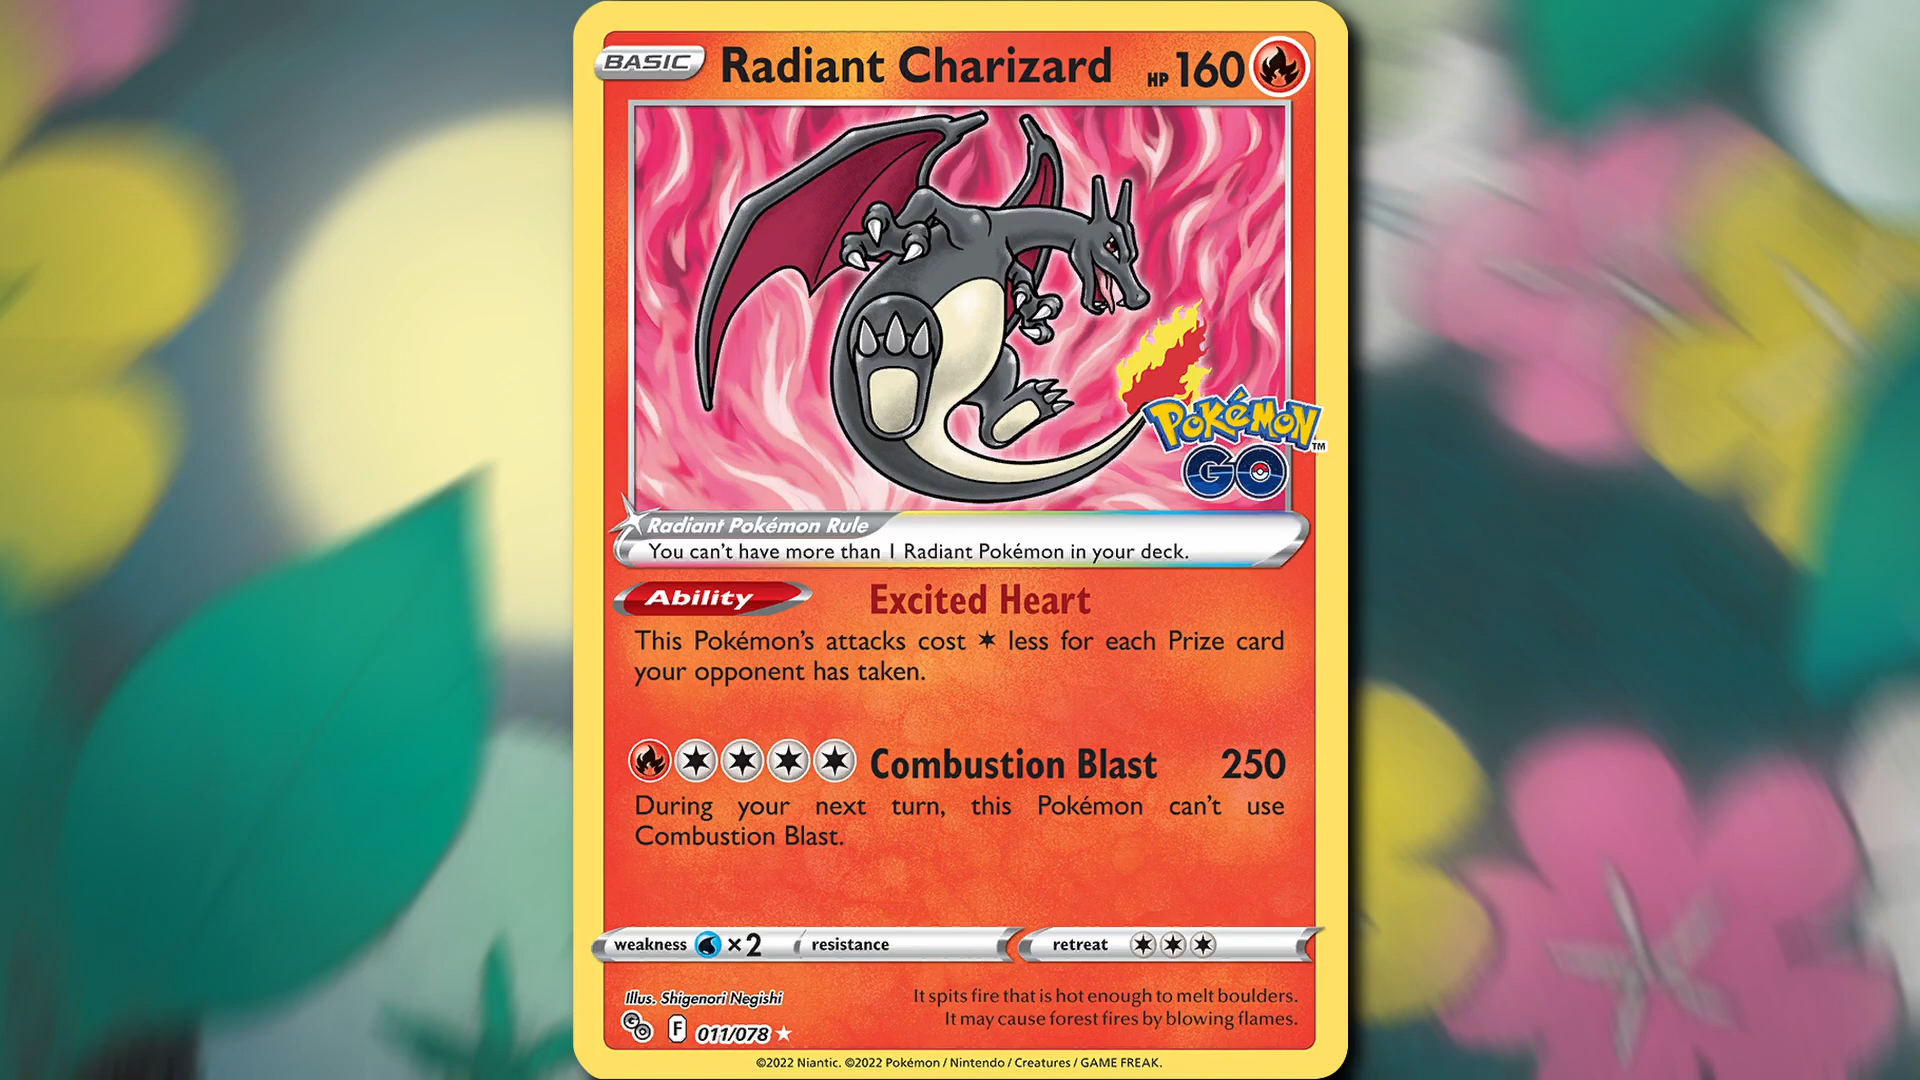 BASIC Radiant Charizard HP 160
POKéMON™
GO
Radiant Pokémon Rule
You can't have more than 1 Radiant Pokémon in your deck.
Ability Excited Heart
This Pokémon's attacks cost less for each Prize card
your opponent has taken.
Combustion Blast 250
During your next turn, this Pokémon can't use
Combustion Blast.
weakness ×2 resistance retreat
Illus. Shigenori Negishi
It spits fire that is hot enough to melt boulders.
It may cause forest fires by blowing flames.
GO F 011/078
©2022 Niantic. ©2022 Pokémon / Nintendo / Creatures / GAME FREAK.